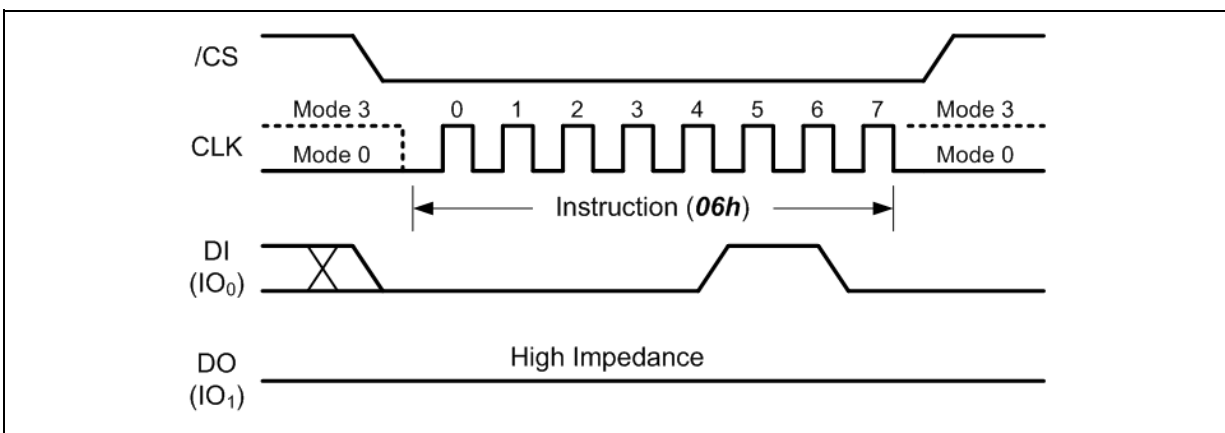 /CS
Mode 3 0 1 2 3 4 5 6 7 Mode 3
CLK
Mode 0 Mode 0
Instruction (06h)
DI
(IO₀)
High Impedance
DO
(IO₁)